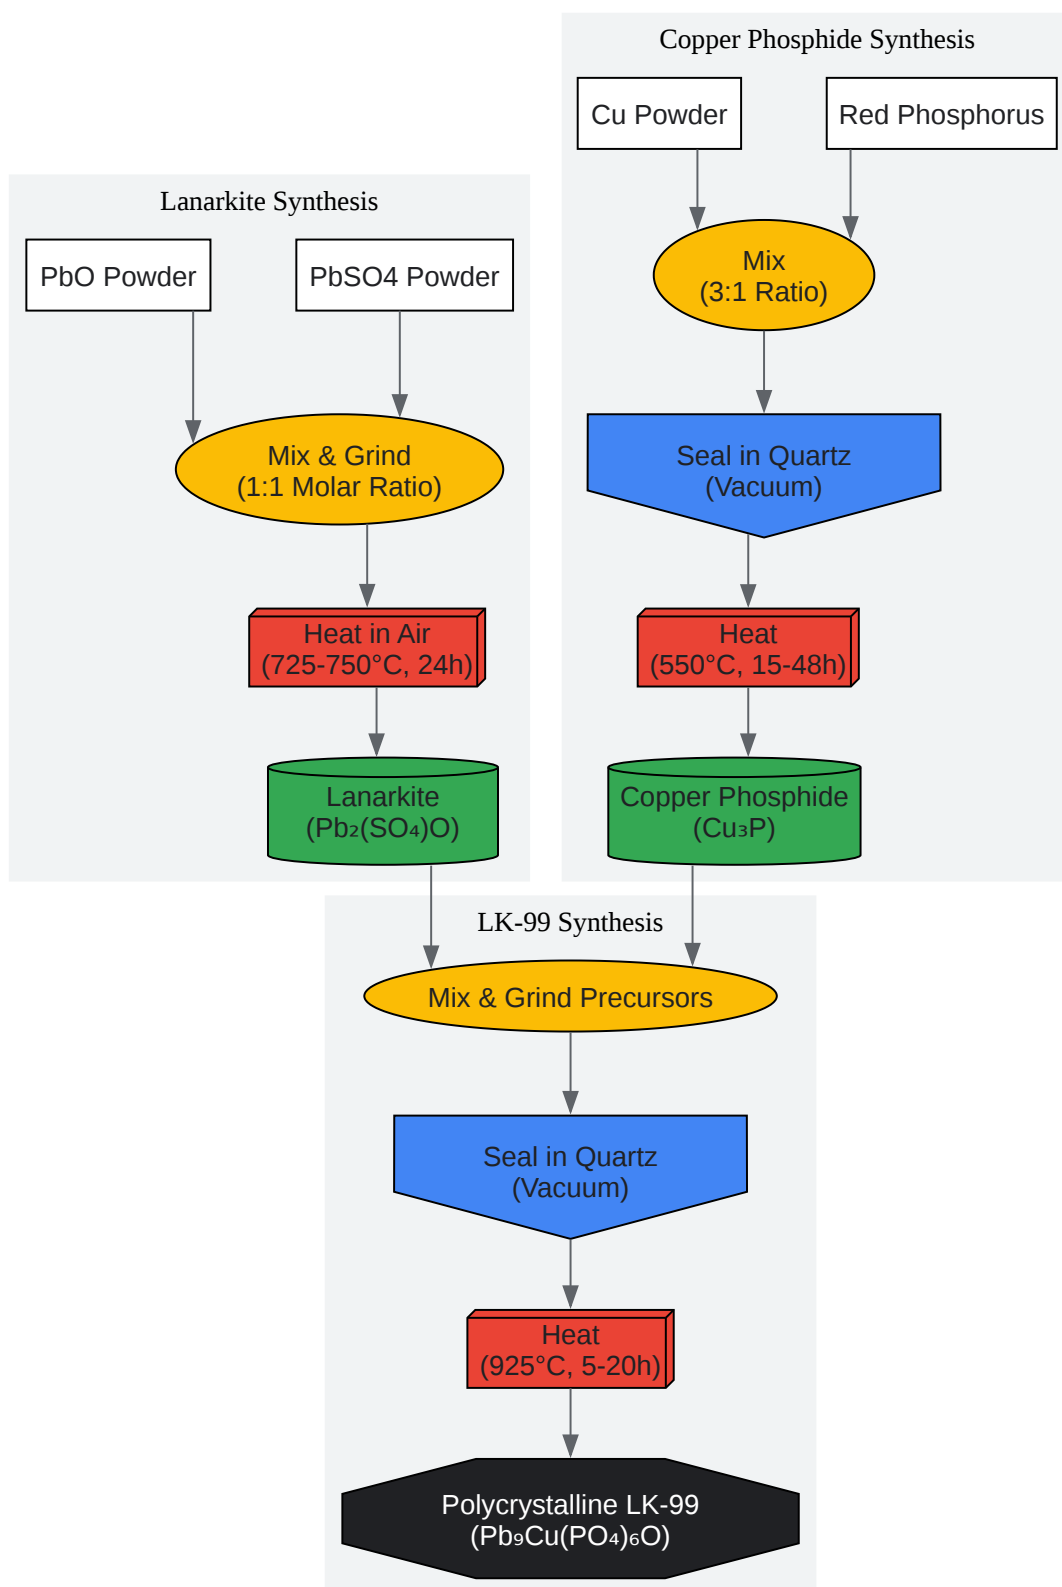 Copper Phosphide Synthesis
Cu Powder
Red Phosphorus
Mix
(3:1 Ratio)
Seal in Quartz
(Vacuum)
Heat
(550°C, 15-48h)
Copper Phosphide
(Cu₃P)
Lanarkite Synthesis
PbO Powder
PbSO4 Powder
Mix & Grind
(1:1 Molar Ratio)
Heat in Air
(725-750°C, 24h)
Lanarkite
(Pb₂(SO₄)O)
LK-99 Synthesis
Mix & Grind Precursors
Seal in Quartz
(Vacuum)
Heat
(925°C, 5-20h)
Polycrystalline LK-99
(Pb₉Cu(PO₄)₆O)